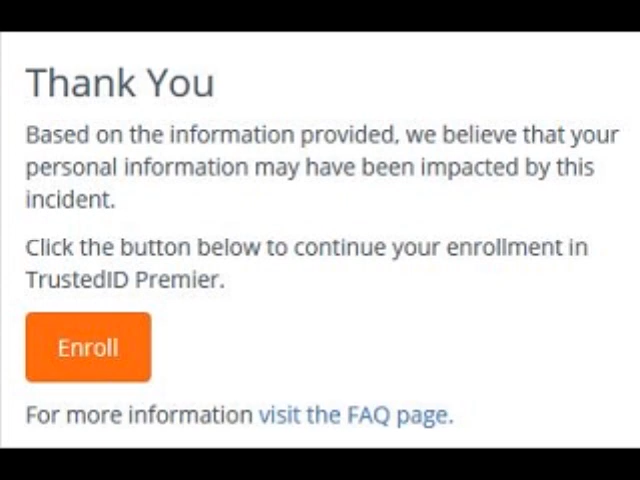 Thank You
Based on the information provided, we believe that your
personal information may have been impacted by this
incident.
Click the button below to continue your enrollment in
TrustedID Premier.
Enroll
For more information visit the FAQ page.